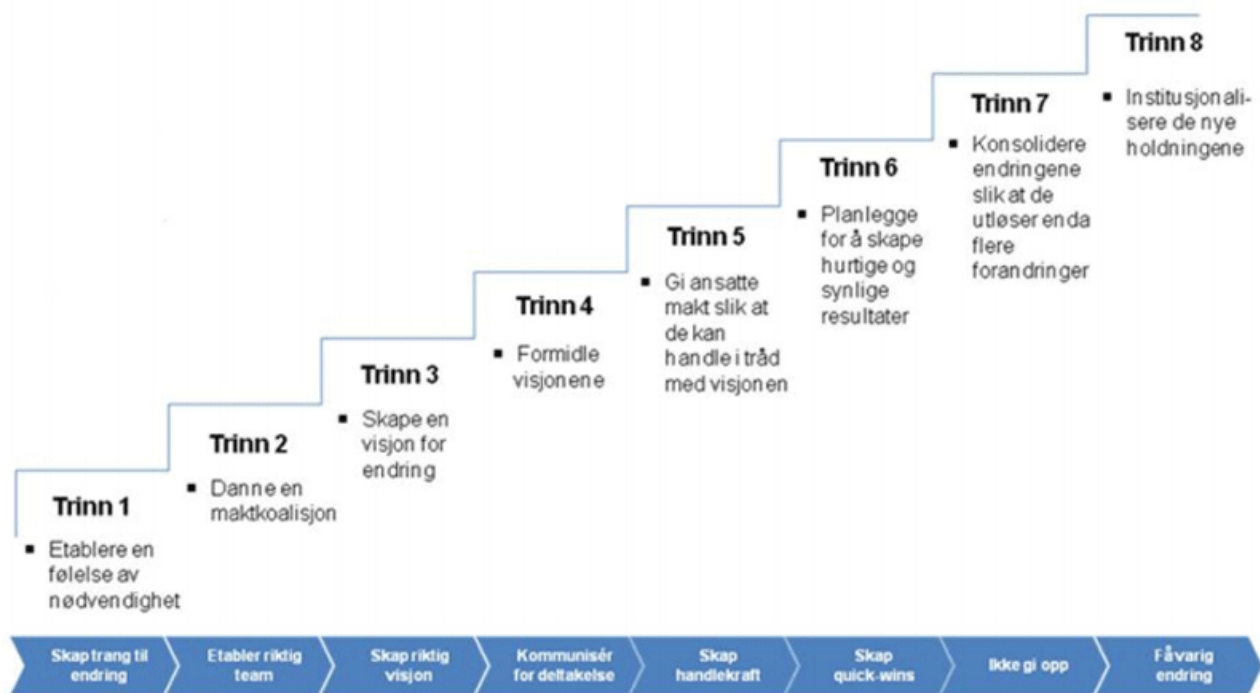 Trinn 1
Etablere en
følelse av
nødvendighet
Trinn 2
Danne en
maktkoalisjon
Trinn 3
Skape en
visjon for
endring
Trinn 4
Formidle
visjonene
Trinn 5
Gi ansatte
makt slik at
de kan
handle i tråd
med visjonen
Trinn 6
Planlegge
for å skape
hurtige og
synlige
resultater
Trinn 7
Konsolidere
endringene
slik at de
utløser enda
flere
forandringer
Trinn 8
Institusjonali-
sere de nye
holdningene
Skap trang til
endring
Etabler riktig
team
Skap riktig
visjon
Kommunisér
for deltakelse
Skap
handlekraft
Skap
quick-wins
Ikke gi opp
Få varig
endring